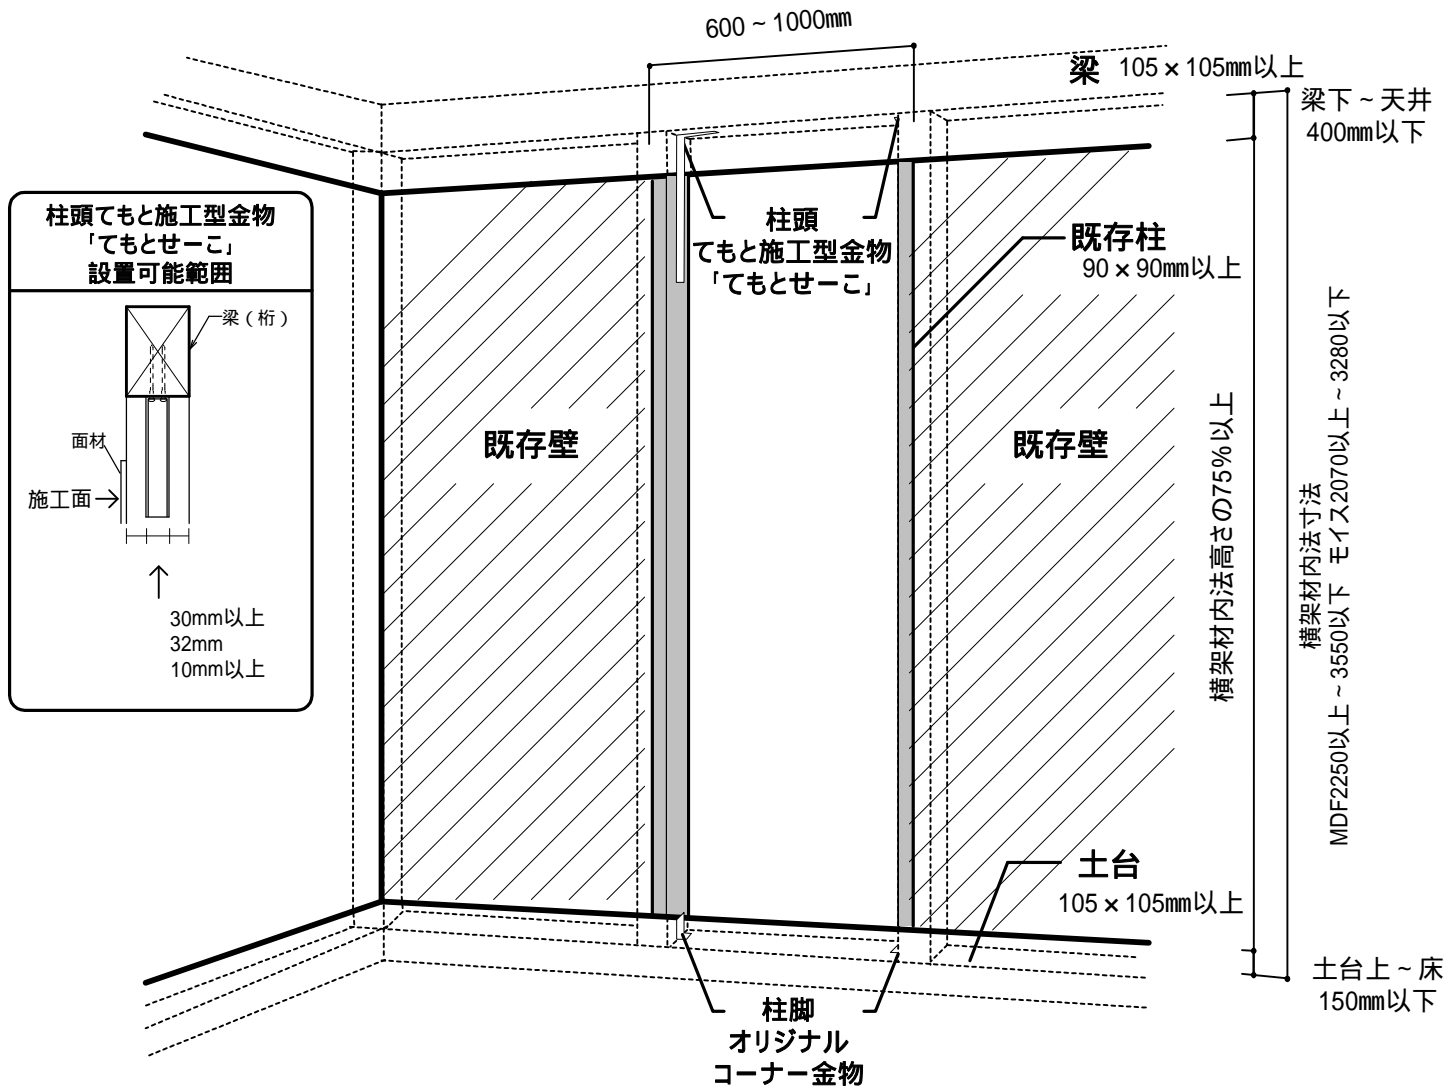 600 ~ 1000mm
梁 105×105mm以上
梁下 ~ 天井
400mm以下
柱頭てもと施工型金物
「てもとせーこ」
設置可能範囲
梁（桁）
面材
施工面
30mm以上
32mm
10mm以上
柱頭
てもと施工型金物
「てもとせーこ」
既存柱
90×90mm以上
既存壁
既存壁
横架材内法高さの75%以上
横架材内法寸法
MDF2250以上 ~ 3550以下 モイス2070以上 ~ 3280以下
土台
105×105mm以上
土台上 ~ 床
150mm以下
柱脚
オリジナル
コーナー金物